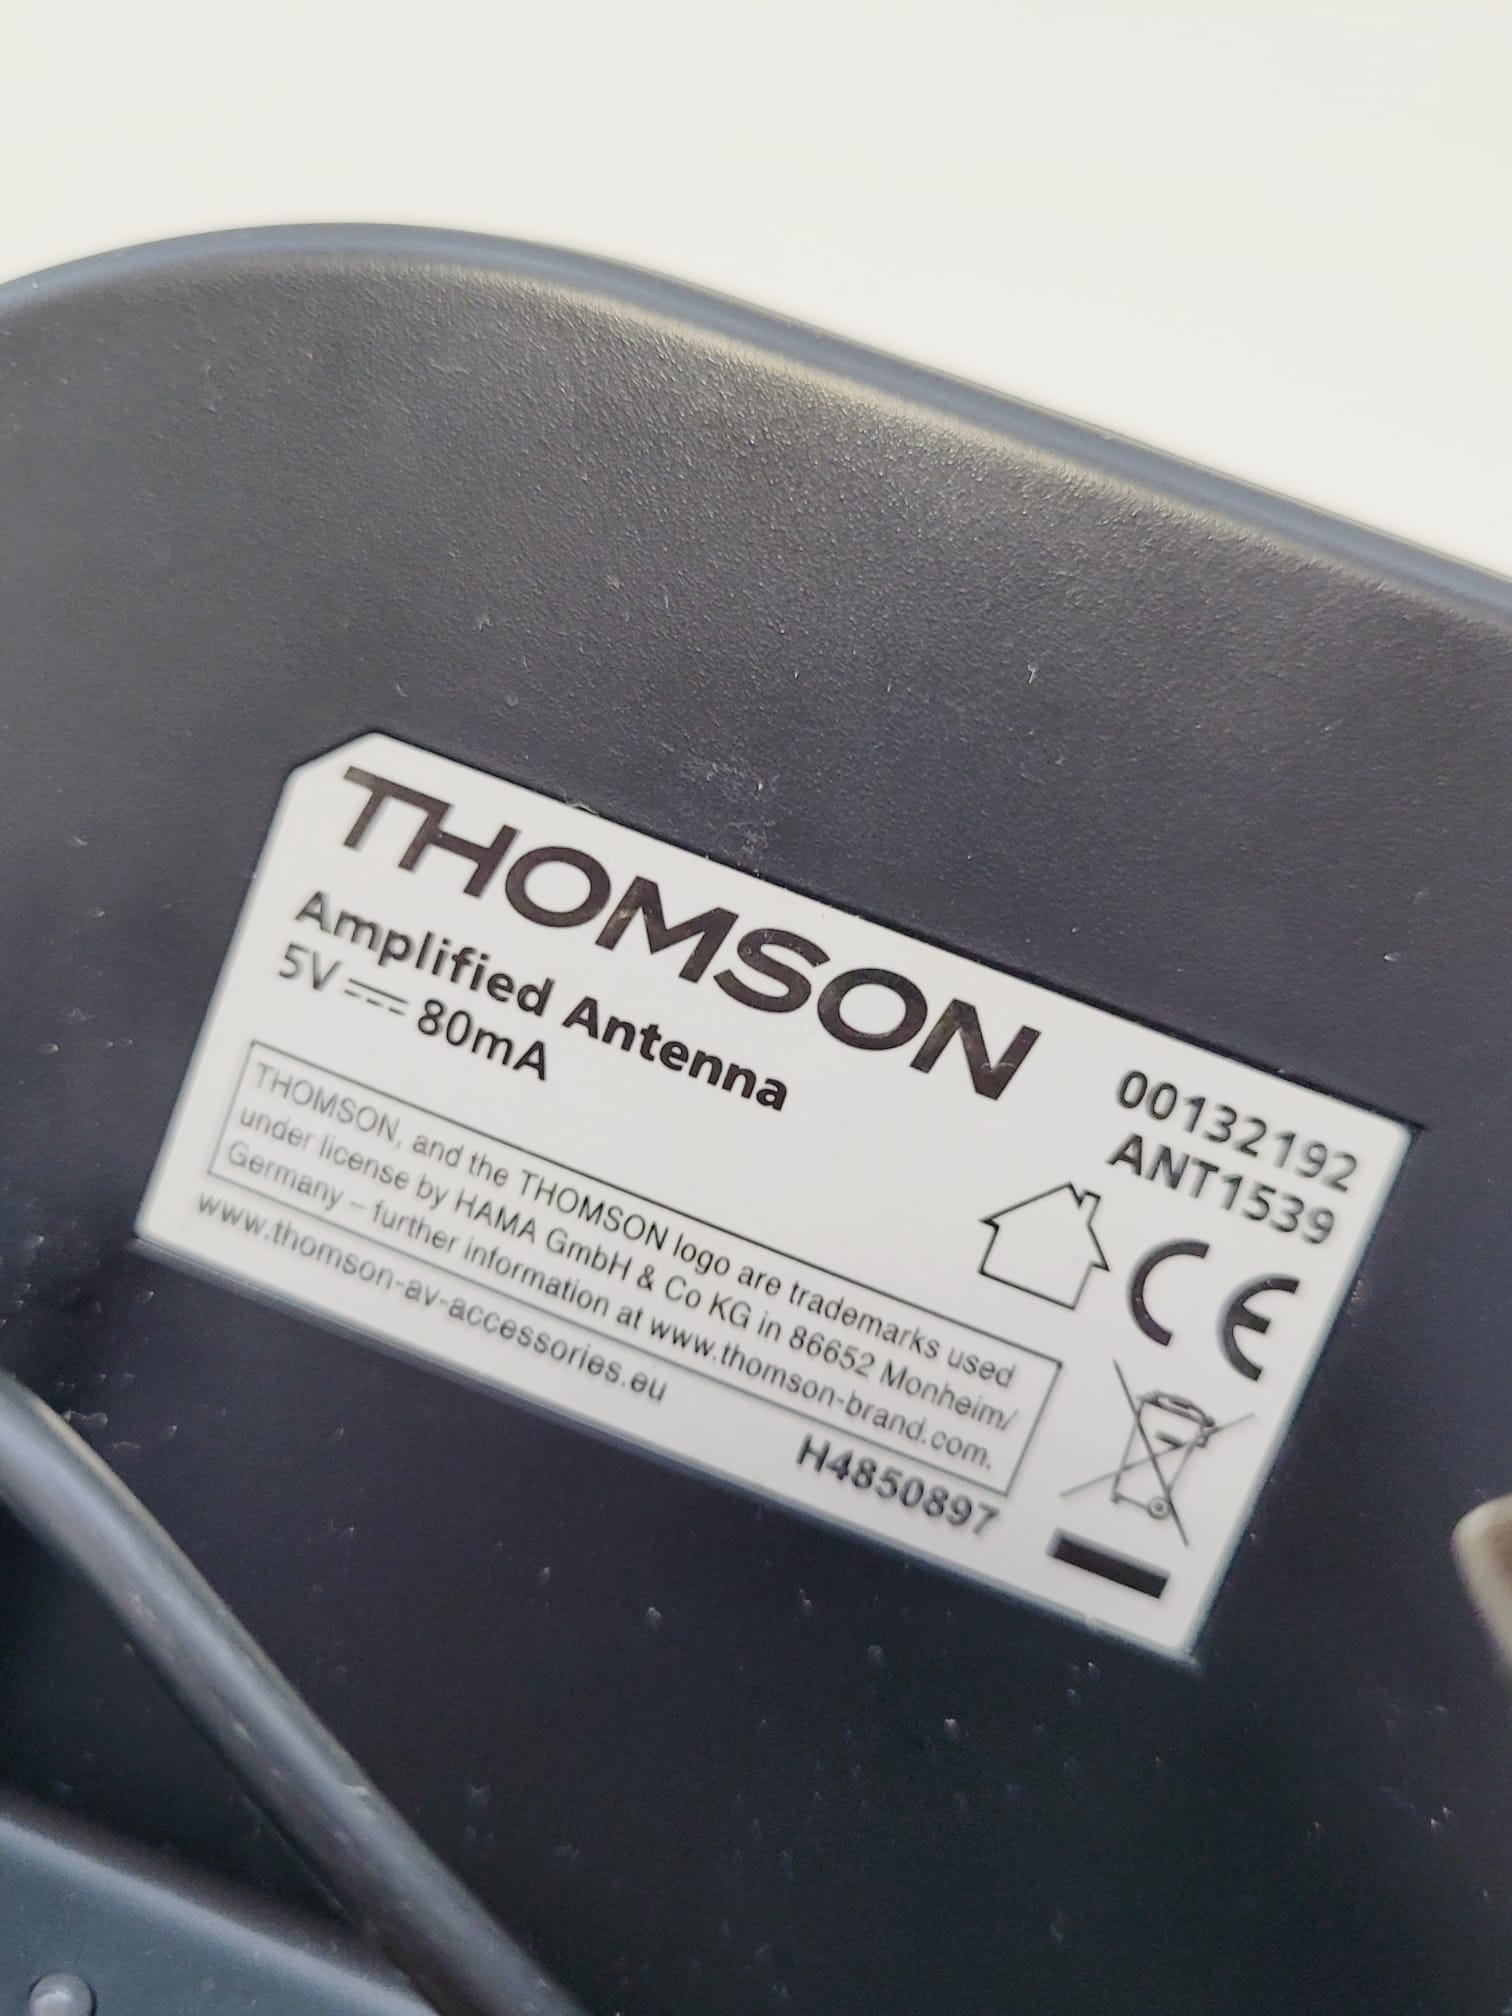 THOMSON
Amplified Antenna
5V 80mA
00132192
ANT1539
THOMSON, and the THOMSON logo are trademarks used
under license by HAMA GmbH & Co KG in 86652 Monheim/
Germany – further information at www.thomson-brand.com.
www.thomson-av-accessories.eu
H4850897
CE